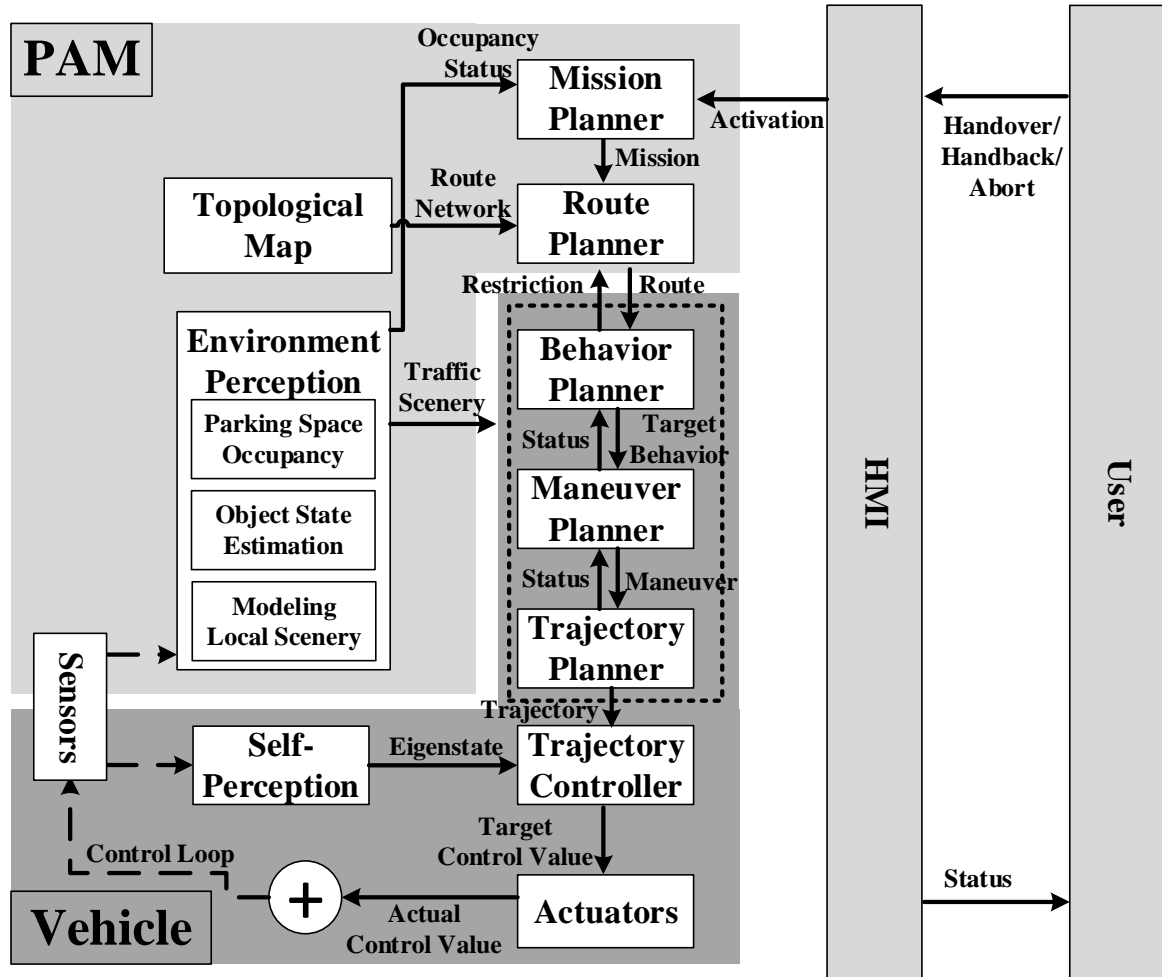 PAM
Occupancy
Status
Mission
Planner
Activation
Handover/
Handback/
Abort
Mission
Topological
Map
Route
Network
Route
Planner
Restriction
Route
Environment
Perception
Parking Space
Occupancy
Object State
Estimation
Modeling
Local Scenery
Traffic
Scenery
Behavior
Planner
Status
Target
Behavior
Maneuver
Planner
Status
Maneuver
Trajectory
Planner
HMI
User
Sensors
Trajectory
Self-
Perception
Eigenstate
Trajectory
Controller
Target
Control Value
Control Loop
+
Actual
Control Value
Actuators
Status
Vehicle